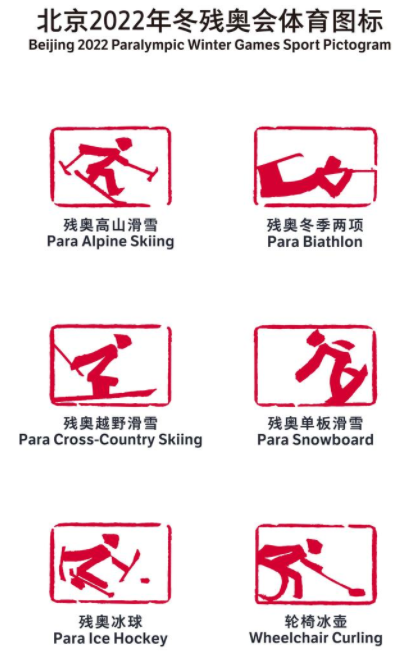 北京2022年冬残奥会体育图标
Beijing 2022 Paralympic Winter Games Sport Pictogram
残奥高山滑雪
Para Alpine Skiing
残奥冬季两项
Para Biathlon
残奥越野滑雪
Para Cross-Country Skiing
残奥单板滑雪
Para Snowboard
残奥冰球
Para Ice Hockey
轮椅冰壶
Wheelchair Curling